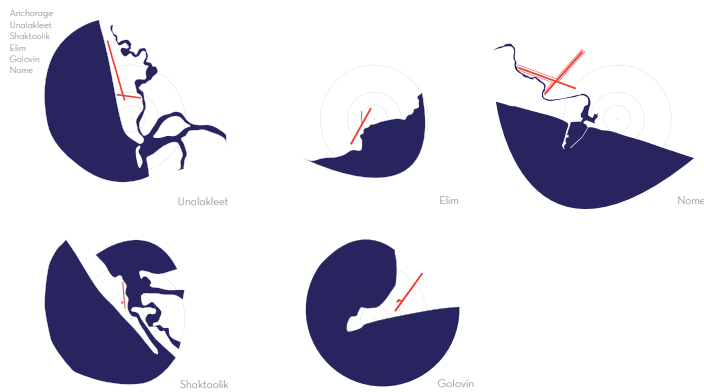 Anchorage
Unalakleet
Shaktoolik
Elim
Golovin
Nome
Unalakleet
Elim
Nome
Shaktoolik
Golovin